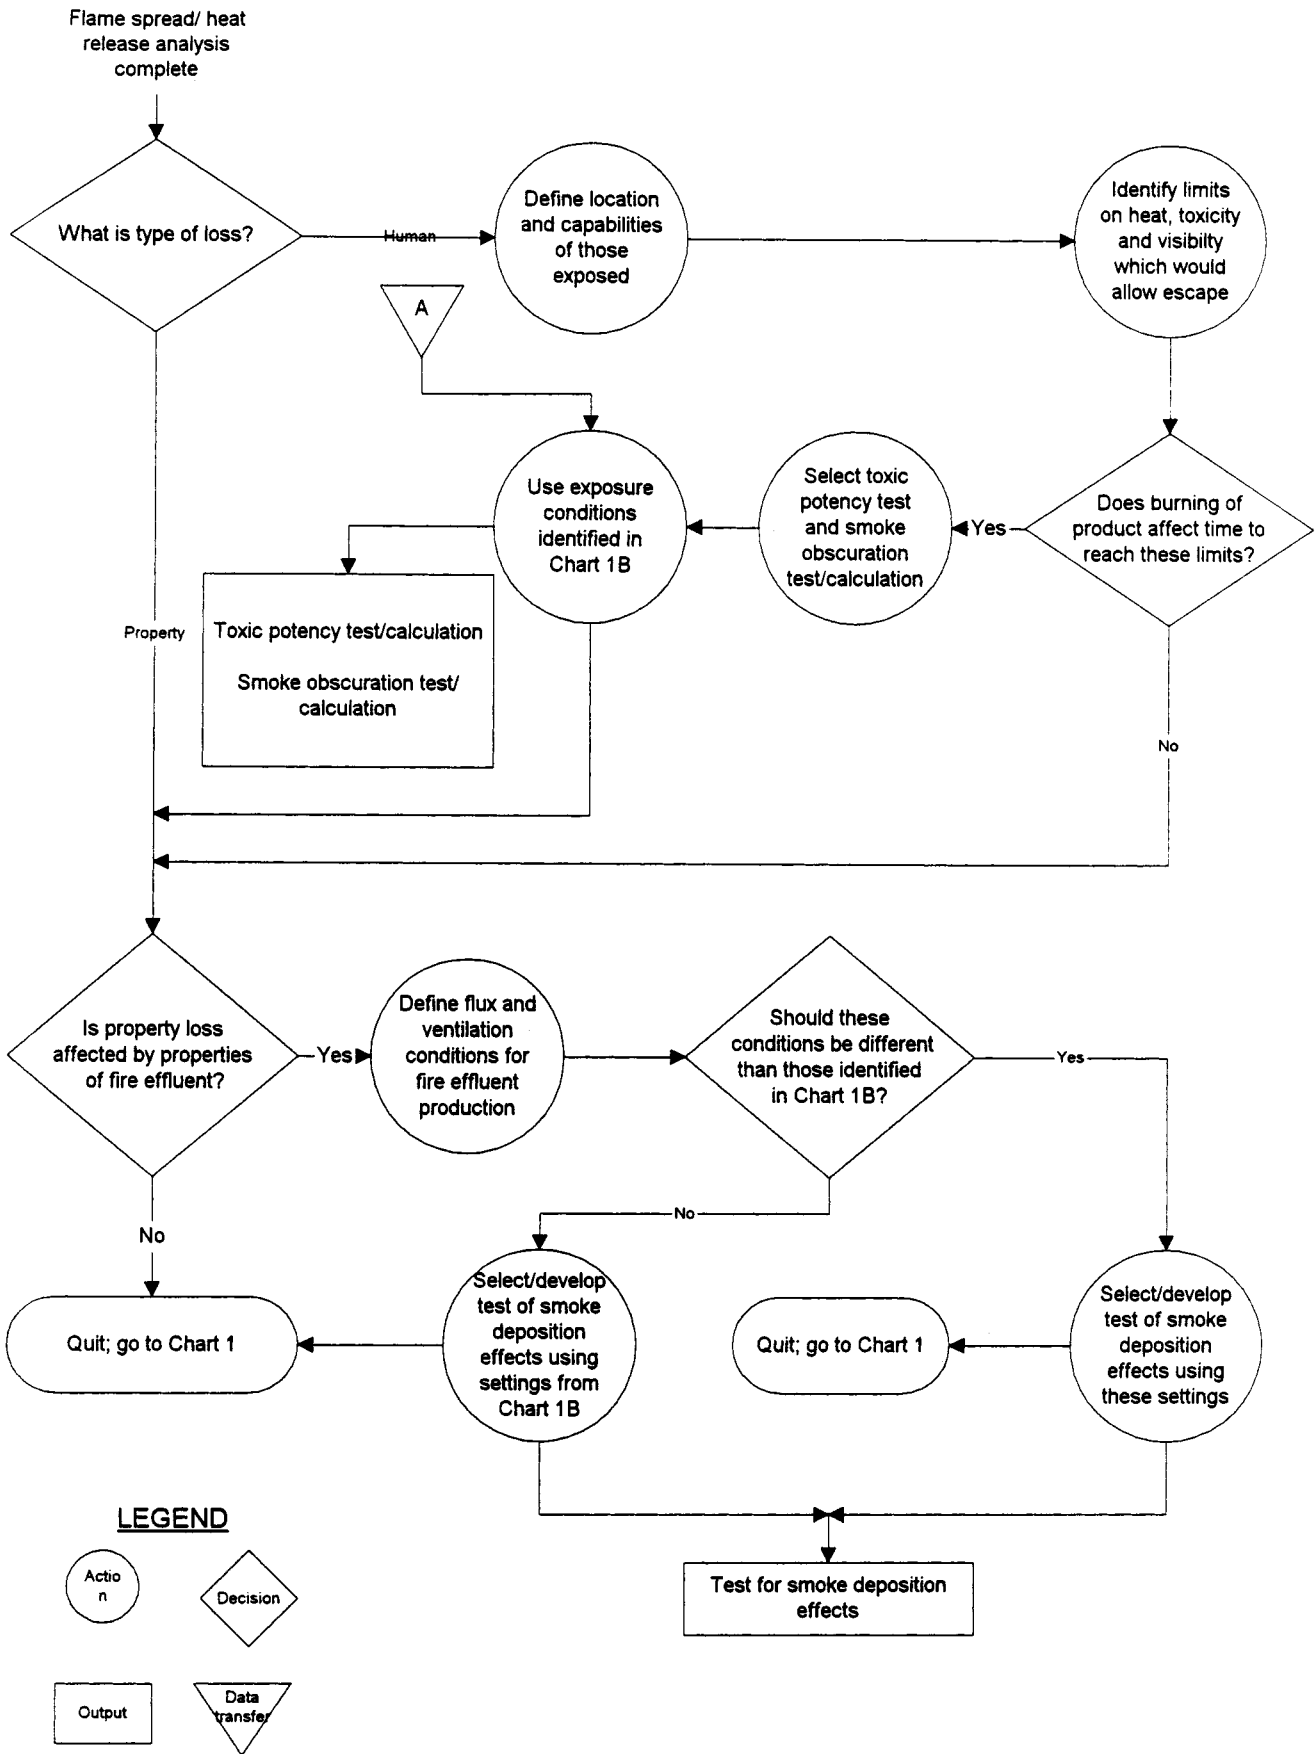 Flame spread/ heat
release analysis
complete
What is type of loss?
Human
Define location
and capabilities
of those
exposed
Identify limits
on heat, toxicity
and visibilty
which would
allow escape
A
Use exposure
conditions
identified in
Chart 1B
Select toxic
potency test
and smoke
obscuration
test/calculation
Yes
Does burning of
product affect time to
reach these limits?
Property
Toxic potency test/calculation
Smoke obscuration test/
calculation
No
Is property loss
affected by properties
of fire effluent?
Yes
Define flux and
ventilation
conditions for
fire effluent
production
Should these
conditions be different
than those identified
in Chart 1B?
Yes
No
No
Quit; go to Chart 1
Select/develop
test of smoke
deposition
effects using
settings from
Chart 1B
Quit; go to Chart 1
Select/develop
test of smoke
deposition
effects using
these settings
Test for smoke deposition
effects
LEGEND
Actio
n
Decision
Output
Data
transfer